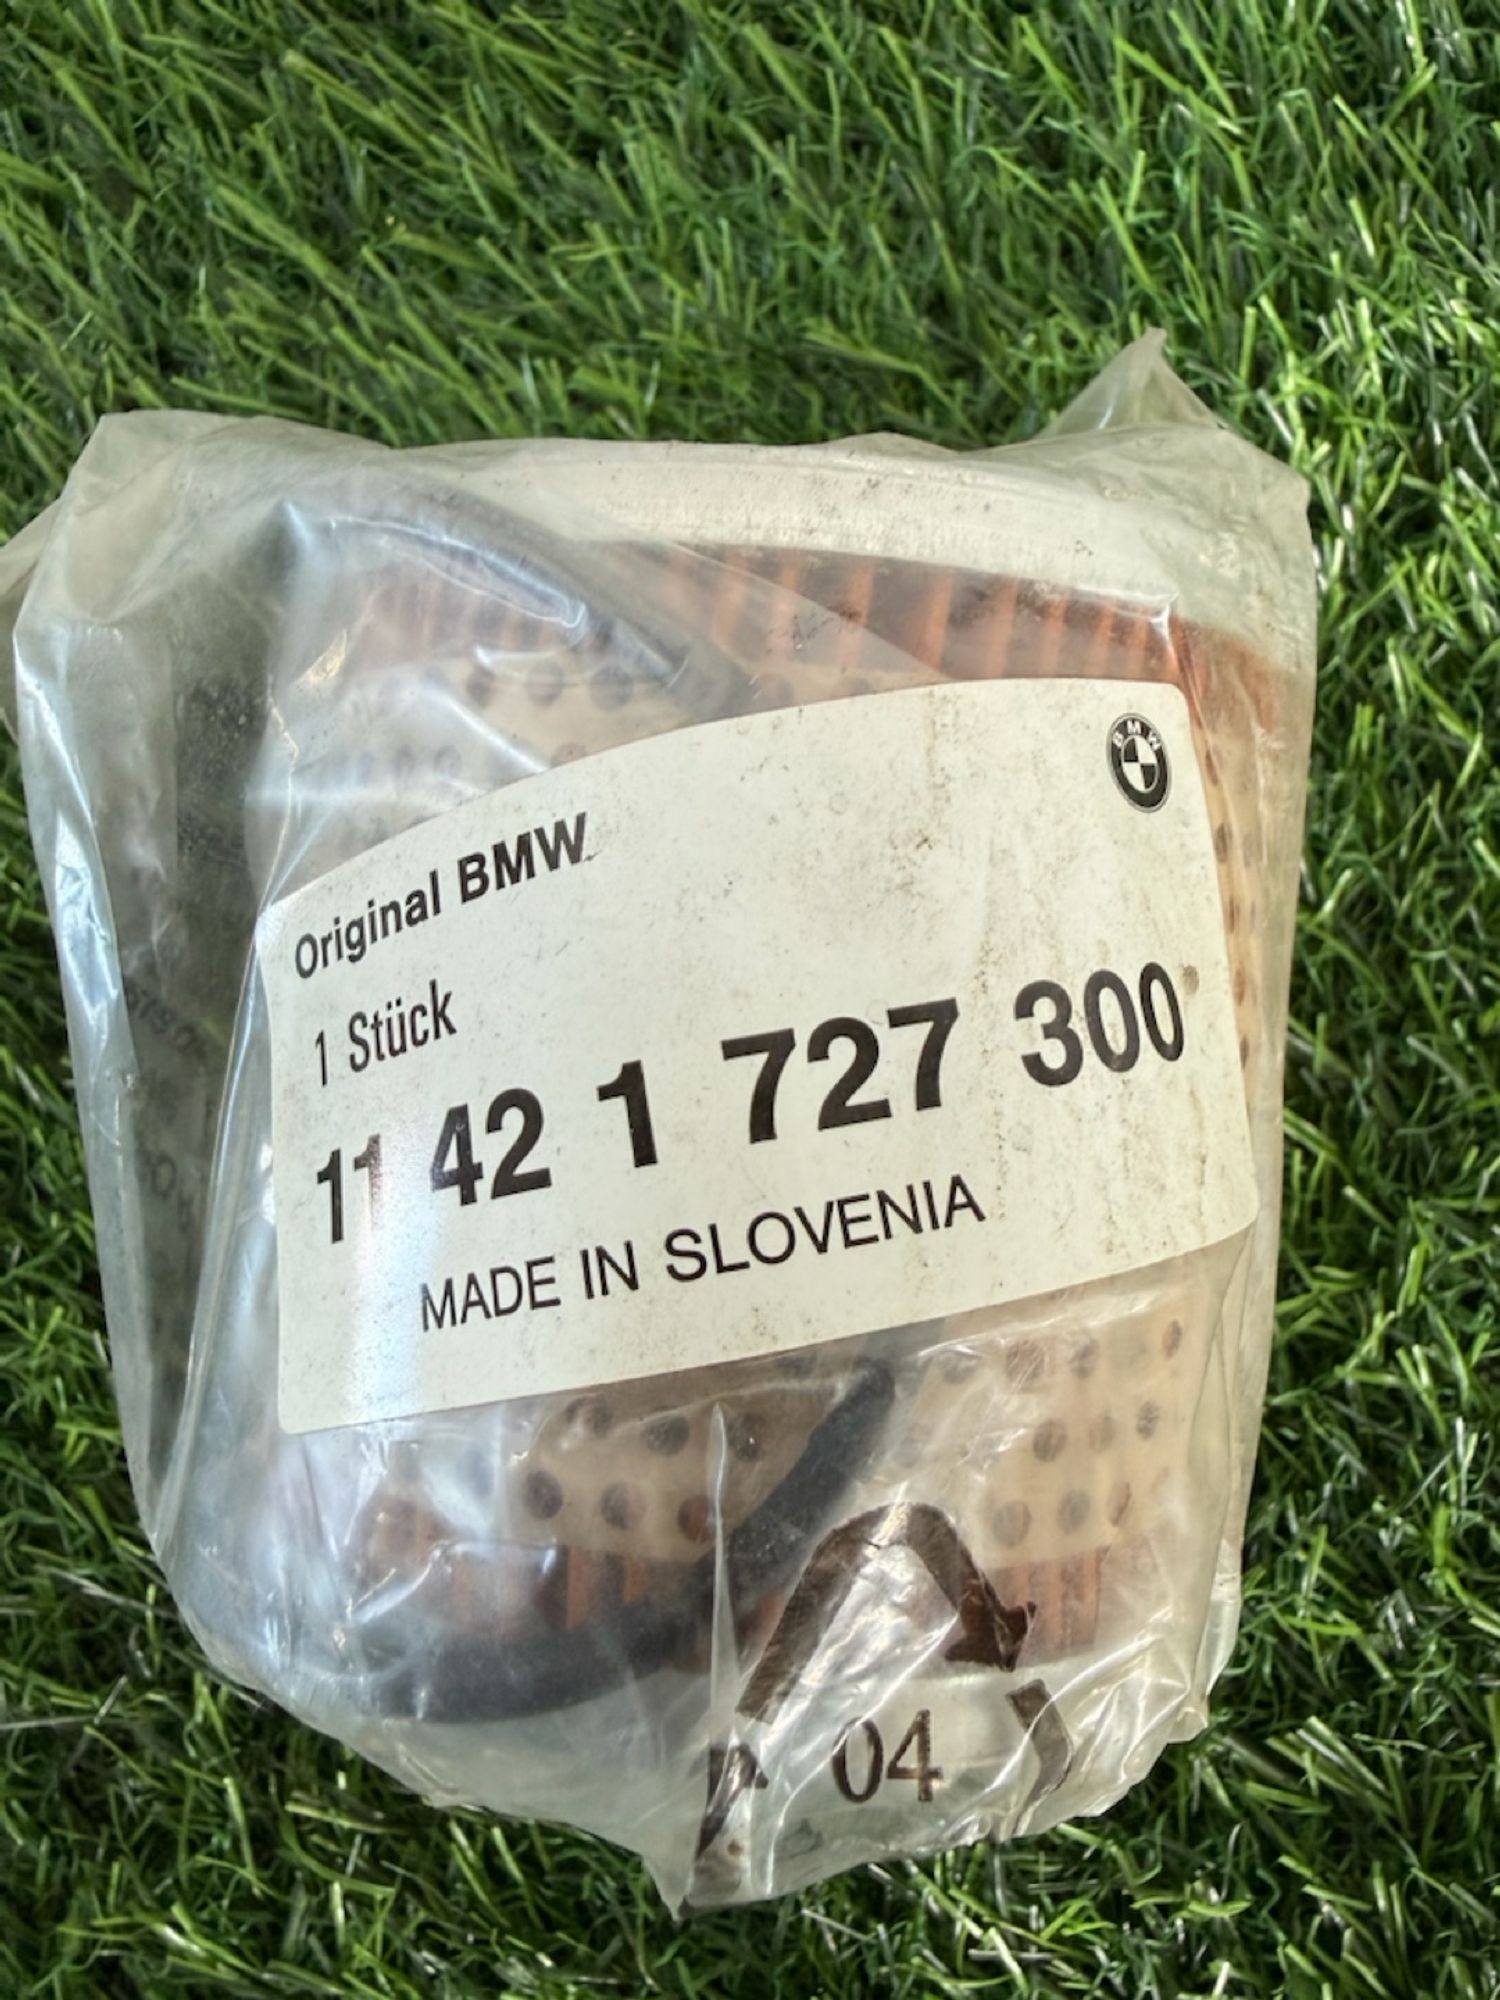 BMW
Original BMW
1 Stück
11 42 1 727 300
MADE IN SLOVENIA
04